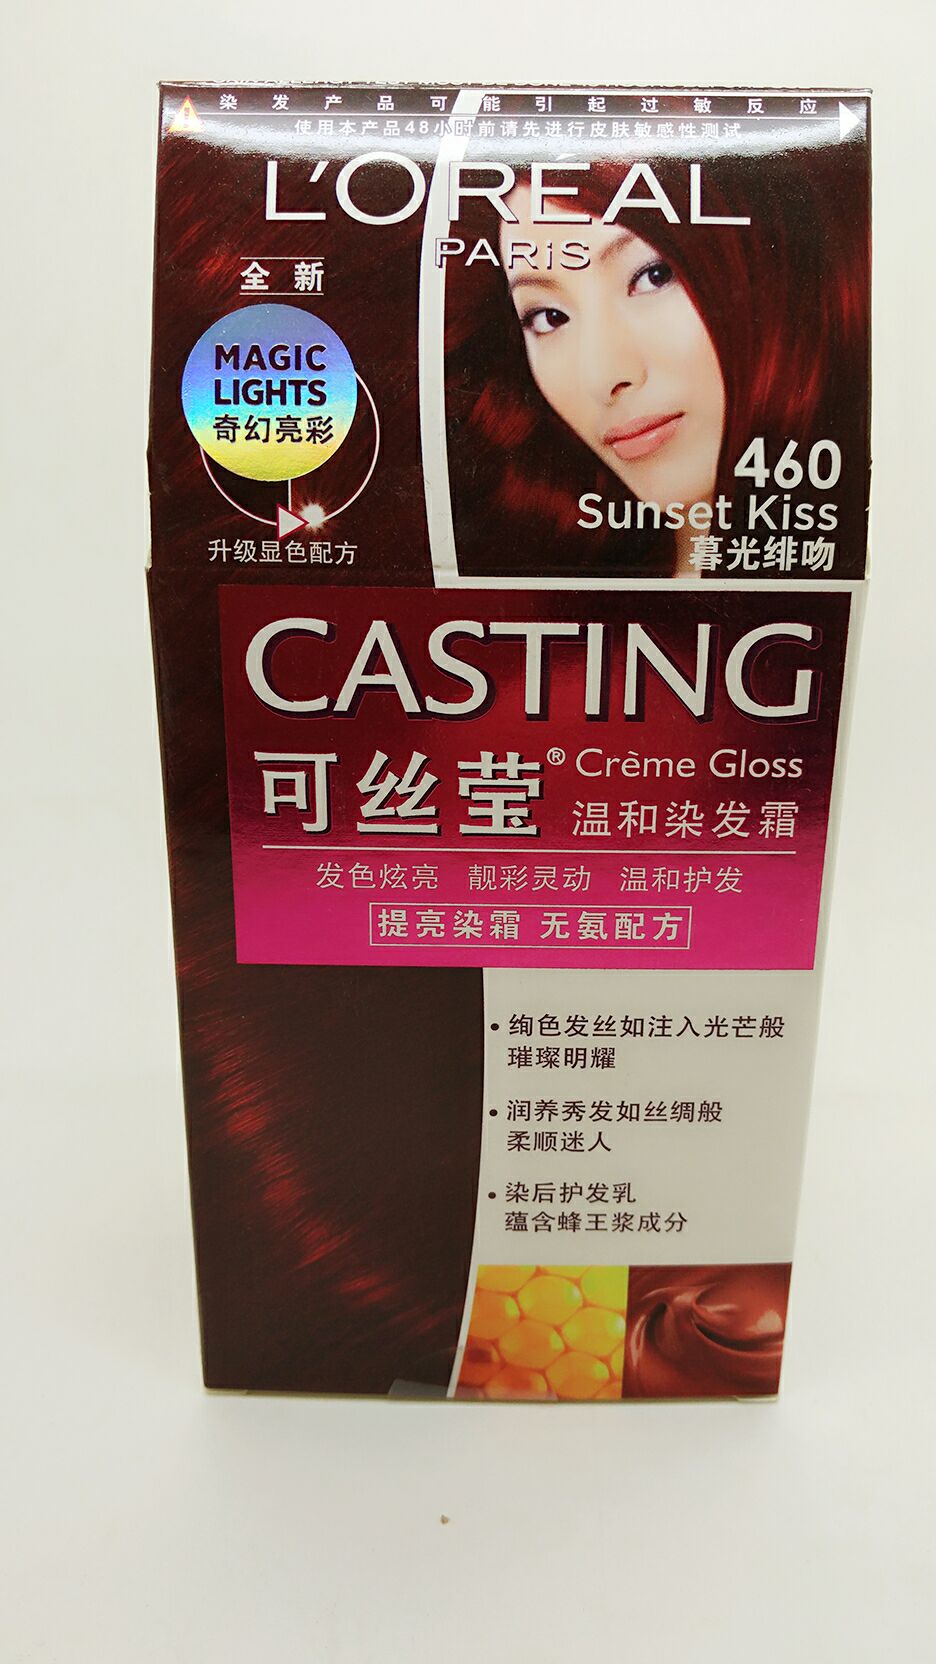 染发产品可能引起过敏反应
使用本产品48小时前请先进行皮肤敏感性测试
L'ORÉAL
PARiS
全新
MAGIC
LIGHTS
奇幻亮彩
升级显色配方
460
Sunset Kiss
暮光绯吻
CASTING
可丝莹® Crème Gloss
温和染发霜
发色炫亮 靓彩灵动 温和护发
提亮染霜 无氨配方
• 绚色发丝如注入光芒般
璀璨明耀
• 润养秀发如丝绸般
柔顺迷人
• 染后护发乳
蕴含蜂王浆成分